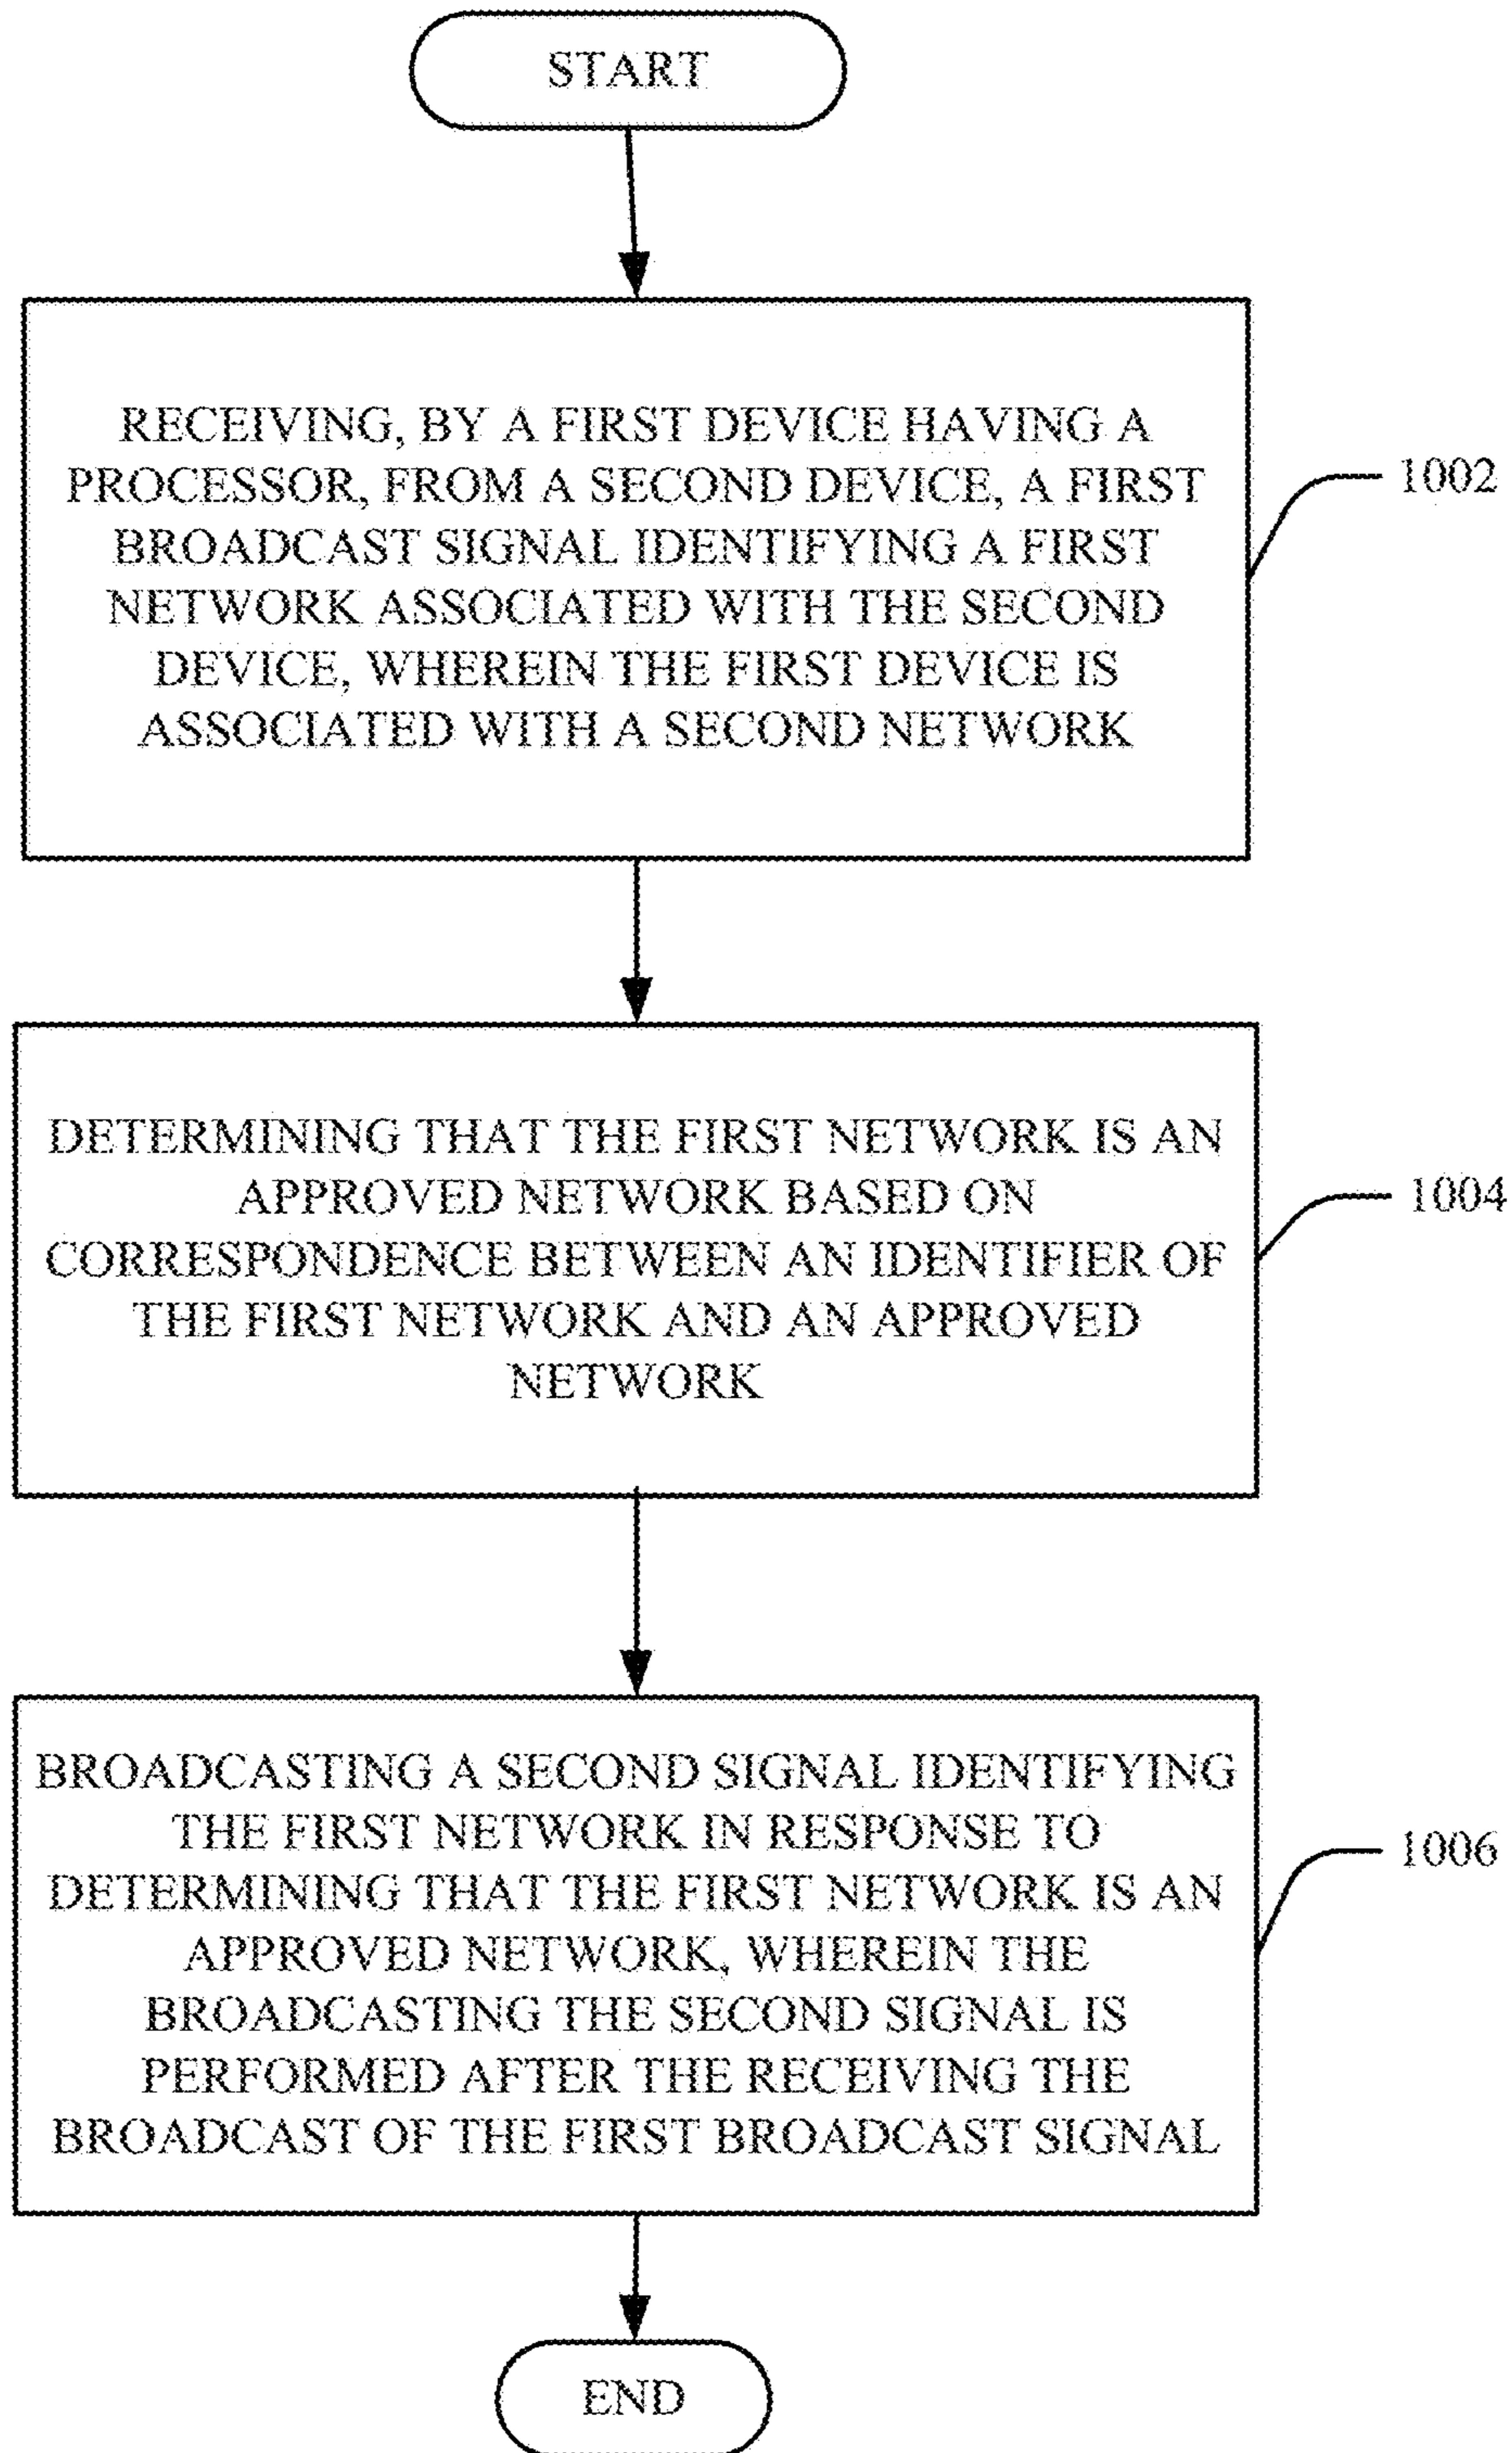 START
RECEIVING, BY A FIRST DEVICE HAVING A
PROCESSOR, FROM A SECOND DEVICE, A FIRST
BROADCAST SIGNAL IDENTIFYING A FIRST
NETWORK ASSOCIATED WITH THE SECOND
DEVICE, WHEREIN THE FIRST DEVICE IS
ASSOCIATED WITH A SECOND NETWORK
1002
DETERMINING THAT THE FIRST NETWORK IS AN
APPROVED NETWORK BASED ON
CORRESPONDENCE BETWEEN AN IDENTIFIER OF
THE FIRST NETWORK AND AN APPROVED
NETWORK
1004
BROADCASTING A SECOND SIGNAL IDENTIFYING
THE FIRST NETWORK IN RESPONSE TO
DETERMINING THAT THE FIRST NETWORK IS AN
APPROVED NETWORK, WHEREIN THE
BROADCASTING THE SECOND SIGNAL IS
PERFORMED AFTER THE RECEIVING THE
BROADCAST OF THE FIRST BROADCAST SIGNAL
1006
END